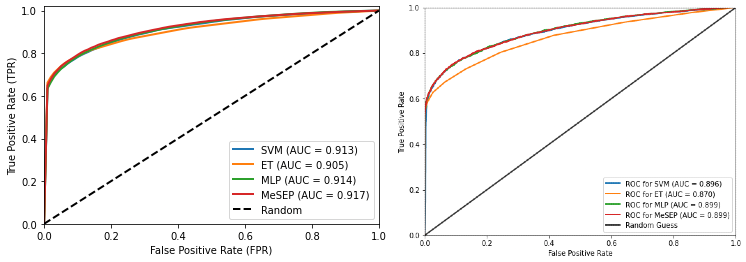 1.0
0.8
0.6
0.4
0.2
0.0
0.0 0.2 0.4 0.6 0.8 1.0
True Positive Rate (TPR)
False Positive Rate (FPR)
SVM (AUC = 0.913)
ET (AUC = 0.905)
MLP (AUC = 0.914)
MeSEP (AUC = 0.917)
Random
1.0
0.8
0.6
0.4
0.2
0.0
0.0 0.2 0.4 0.6 0.8 1.0
True Positive Rate
False Positive Rate
ROC for SVM (AUC = 0.896)
ROC for ET (AUC = 0.870)
ROC for MLP (AUC = 0.899)
ROC for MeSEP (AUC = 0.899)
Random Guess